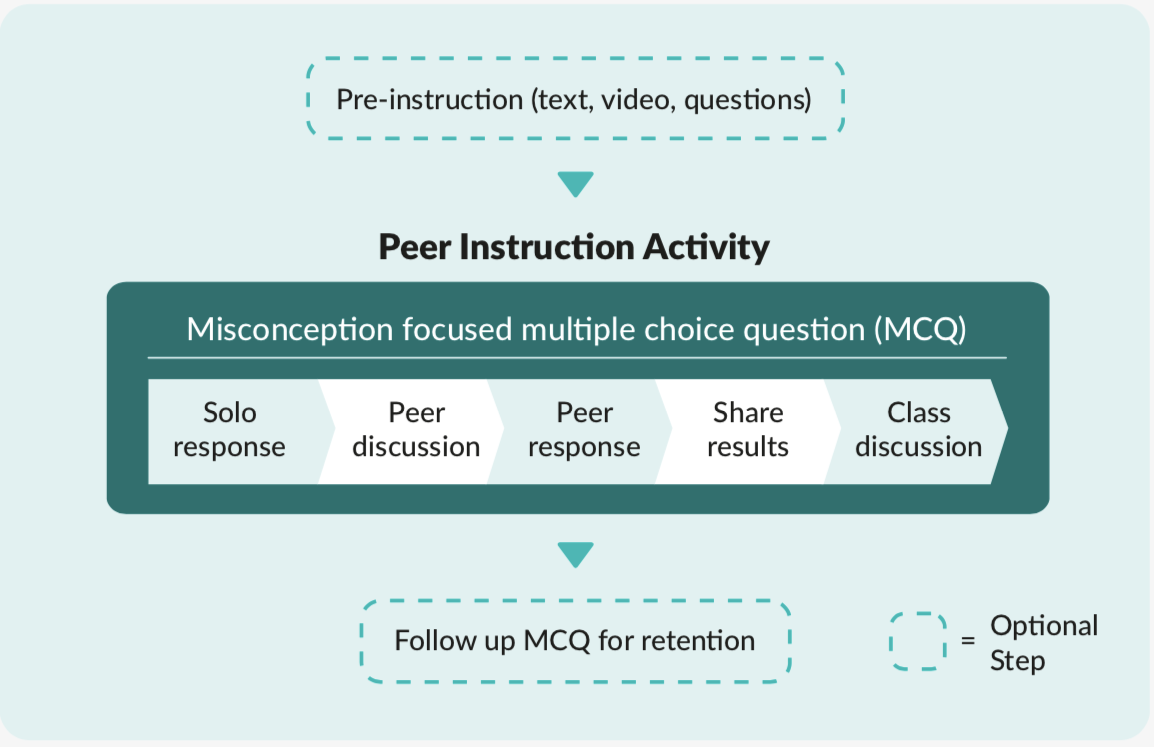 Pre-instruction (text, video, questions)
Peer Instruction Activity
Misconception focused multiple choice question (MCQ)
Solo
response
Peer
discussion
Peer
response
Share
results
Class
discussion
Follow up MCQ for retention
= Optional
Step